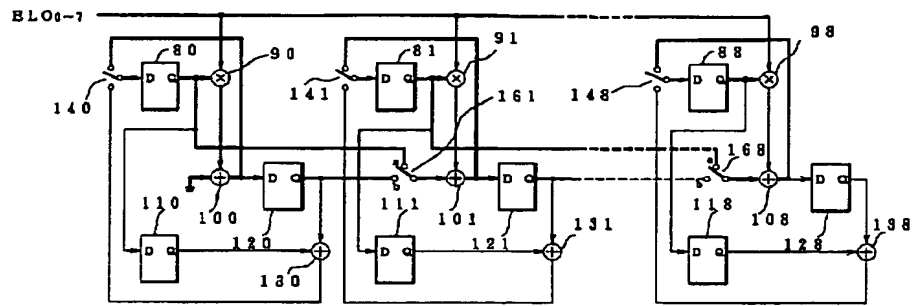 ELO0-7
80 90 81 91 88 98
D Q D Q D Q
140 141 161 148
168
a a
b b
D Q D Q D Q
110 100 111 101 118 108
120 121 128
D D D
130 131 138